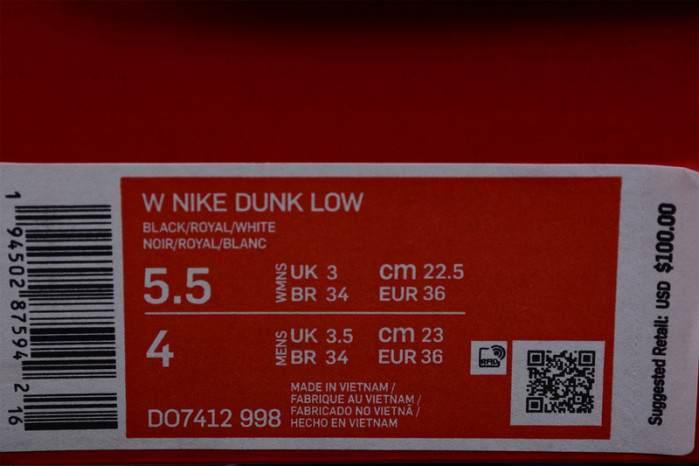 W NIKE DUNK LOW
BLACK/ROYAL/WHITE
NOIR/ROYAL/BLANC
5.5 WMNS UK 3 cm 22.5
BR 34 EUR 36
4 MENS UK 3.5 cm 23
BR 34 EUR 36
MADE IN VIETNAM /
FABRIQUE AU VIETNAM /
FABRICADO NO VIETNÃ /
HECHO EN VIETNAM
DO7412 998
1 94502 87594 2 16
Suggested Retail: USD $100.00